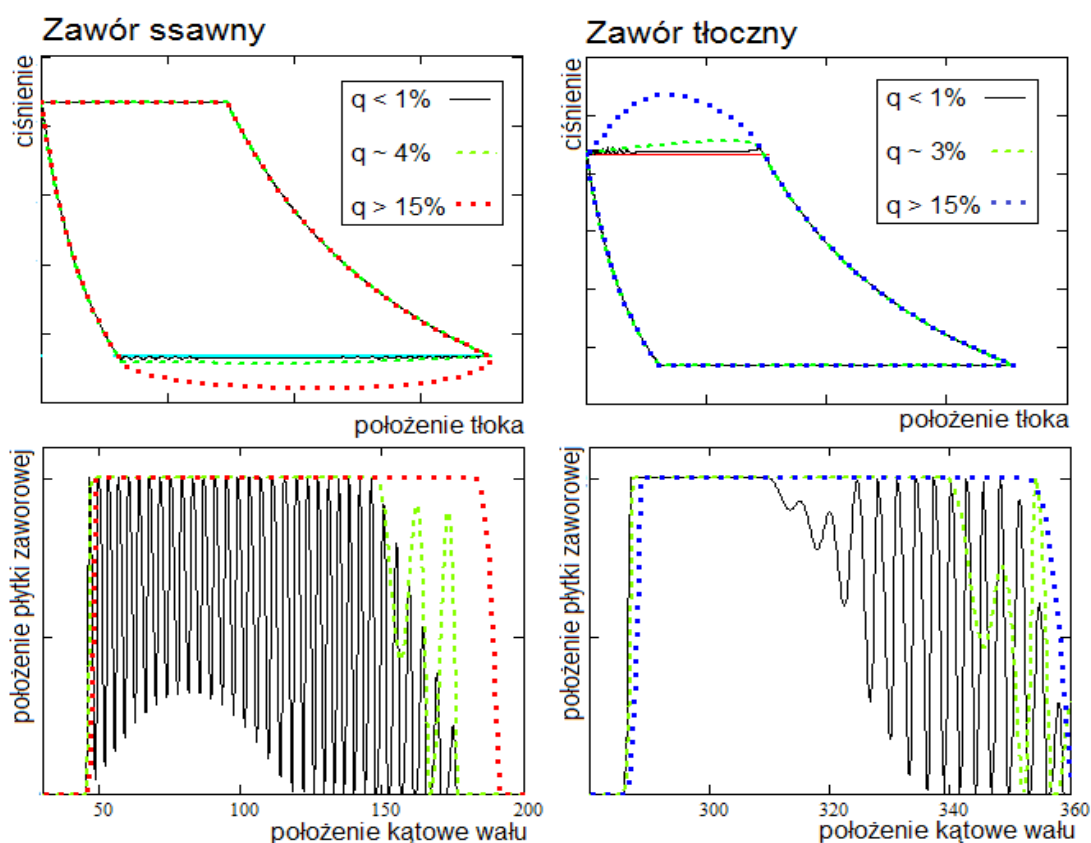 Zawór ssawny
ciśnienie
q < 1%
q ~ 4%
q > 15%
położenie tłoka
Zawór tłoczny
ciśnienie
q < 1%
q ~ 3%
q > 15%
położenie tłoka
położenie płytki zaworowej
50
100
150
200
położenie kątowe wału
położenie płytki zaworowej
300
320
340
360
położenie kątowe wału